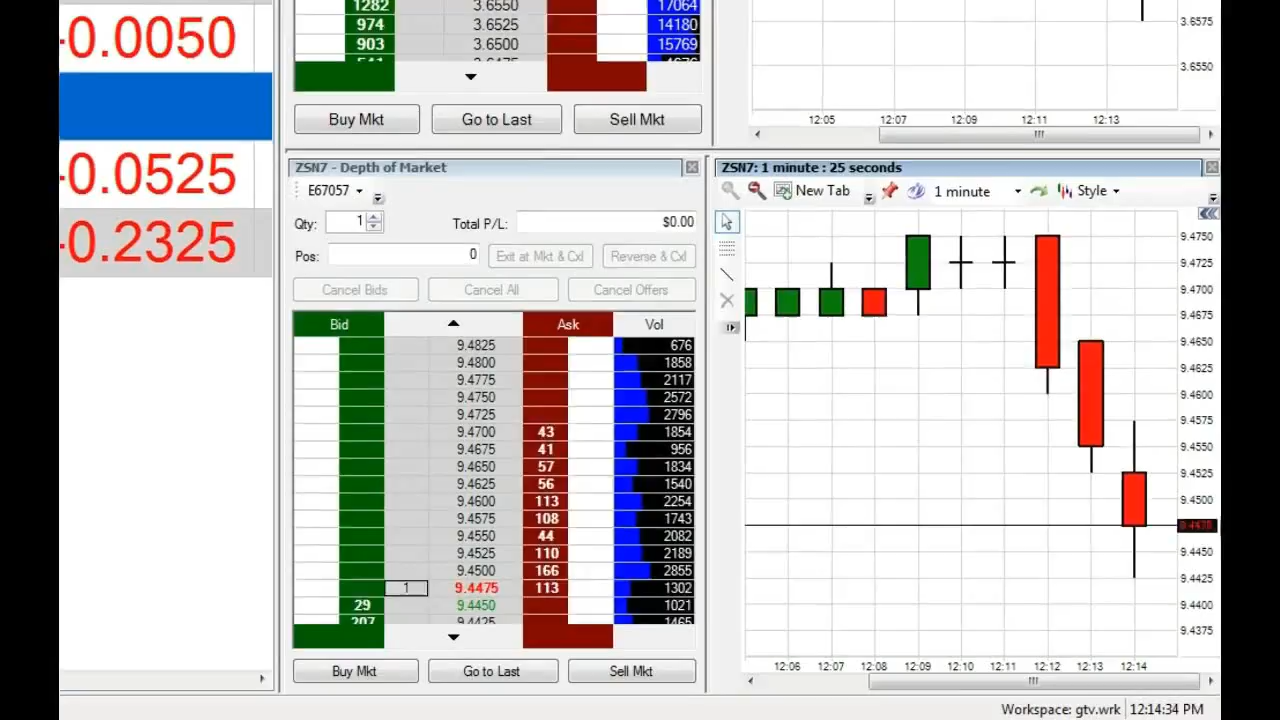 -0.0050
-0.0525
-0.2325
1282 3.6550 17064
974 3.6525 14180
903 3.6500 15769
Buy Mkt Go to Last Sell Mkt
3.6575
3.6550
12:05 12:07 12:09 12:11 12:13
ZSN7 - Depth of Market
E67057
Qty: 1 Total P/L: $0.00
Pos: 0 Exit at Mkt & Cxl Reverse & Cxl
Cancel Bids Cancel All Cancel Offers
Bid Ask Vol
9.4825 676
9.4800 1858
9.4775 2117
9.4750 2572
9.4725 2796
9.4700 43 1854
9.4675 41 956
9.4650 57 1834
9.4625 56 1540
9.4600 113 2254
9.4575 108 1743
9.4550 44 2082
9.4525 110 2189
9.4500 166 2855
1 9.4475 113 1302
29 9.4450 1021
207 9.4425 1465
Buy Mkt Go to Last Sell Mkt
ZSN7: 1 minute : 25 seconds
New Tab 1 minute Style
9.4750
9.4725
9.4700
9.4675
9.4650
9.4625
9.4600
9.4575
9.4550
9.4525
9.4500
9.4450
9.4425
9.4400
9.4375
12:06 12:07 12:08 12:09 12:10 12:11 12:12 12:13 12:14
Workspace: gtv.wrk 12:14:34 PM